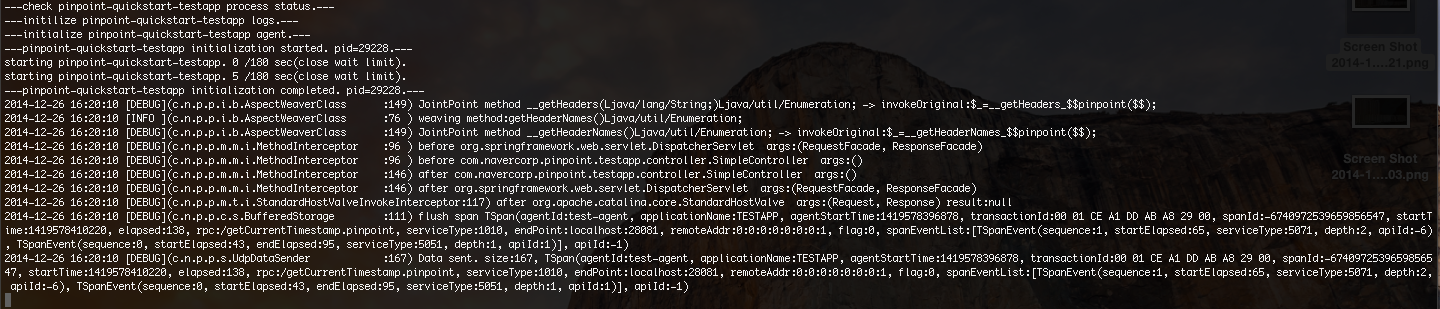 ---check pinpoint-quickstart-testapp process status.---
---initilize pinpoint-quickstart-testapp logs.---
---initialize pinpoint-quickstart-testapp agent.---
---pinpoint-quickstart-testapp initialization started. pid=29228.---
starting pinpoint-quickstart-testapp. 0 /180 sec(close wait limit).
starting pinpoint-quickstart-testapp. 5 /180 sec(close wait limit).
---pinpoint-quickstart-testapp initialization completed. pid=29228.---
2014-12-26 16:20:10 [DEBUG](c.n.p.p.i.b.AspectWeaverClass      :149) JointPoint method __getHeaders(Ljava/lang/String;)Ljava/util/Enumeration; -> invokeOriginal:$_=__getHeaders_$$pinpoint($$);
2014-12-26 16:20:10 [INFO ](c.n.p.p.i.b.AspectWeaverClass      :76 ) weaving method:getHeaderNames()Ljava/util/Enumeration;
2014-12-26 16:20:10 [DEBUG](c.n.p.p.i.b.AspectWeaverClass      :149) JointPoint method __getHeaderNames()Ljava/util/Enumeration; -> invokeOriginal:$_=__getHeaderNames_$$pinpoint($$);
2014-12-26 16:20:10 [DEBUG](c.n.p.p.m.m.i.MethodInterceptor    :96 ) before org.springframework.web.servlet.DispatcherServlet  args:(RequestFacade, ResponseFacade)
2014-12-26 16:20:10 [DEBUG](c.n.p.p.m.m.i.MethodInterceptor    :96 ) before com.navercorp.pinpoint.testapp.controller.SimpleController  args:()
2014-12-26 16:20:10 [DEBUG](c.n.p.p.m.m.i.MethodInterceptor    :146) after com.navercorp.pinpoint.testapp.controller.SimpleController  args:()
2014-12-26 16:20:10 [DEBUG](c.n.p.p.m.m.i.MethodInterceptor    :146) after org.springframework.web.servlet.DispatcherServlet  args:(RequestFacade, ResponseFacade)
2014-12-26 16:20:10 [DEBUG](c.n.p.p.m.t.i.StandardHostValveInvokeInterceptor:117) after org.apache.catalina.core.StandardHostValve  args:(Request, Response) result:null
2014-12-26 16:20:10 [DEBUG](c.n.p.p.c.s.BufferedStorage        :111) flush span TSpan(agentId:test-agent, applicationName:TESTAPP, agentStartTime:1419578396878, transactionId:00 01 CE A1 DD AB A8 29 00, spanId:-6740972539659856547, startT
ime:1419578410220, elapsed:138, rpc:/getCurrentTimestamp.pinpoint, serviceType:1010, endPoint:localhost:28081, remoteAddr:0:0:0:0:0:0:0:1, flag:0, spanEventList:[TSpanEvent(sequence:1, startElapsed:65, serviceType:5071, depth:2, apiId:-6)
, TSpanEvent(sequence:0, startElapsed:43, endElapsed:95, serviceType:5051, depth:1, apiId:1)], apiId:-1)
2014-12-26 16:20:10 [DEBUG](c.n.p.p.s.UdpDataSender            :167) Data sent. size:167, TSpan(agentId:test-agent, applicationName:TESTAPP, agentStartTime:1419578396878, transactionId:00 01 CE A1 DD AB A8 29 00, spanId:-67409725396598565
47, startTime:1419578410220, elapsed:138, rpc:/getCurrentTimestamp.pinpoint, serviceType:1010, endPoint:localhost:28081, remoteAddr:0:0:0:0:0:0:0:1, flag:0, spanEventList:[TSpanEvent(sequence:1, startElapsed:65, serviceType:5071, depth:2,
apiId:-6), TSpanEvent(sequence:0, startElapsed:43, endElapsed:95, serviceType:5051, depth:1, apiId:1)], apiId:-1)
Screen Shot
2014-1....21.png
Screen Shot
2014-1....03.png